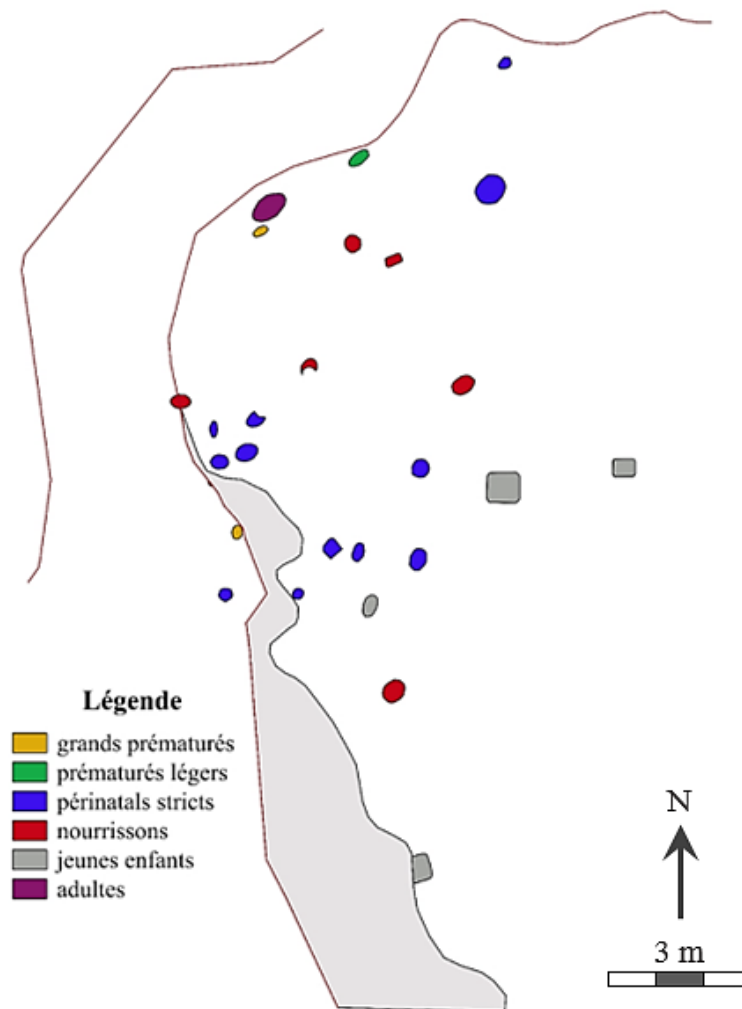 Légende
grands prématurés
prématurés légers
périnatals stricts
nourrissons
jeunes enfants
adultes
N
3 m